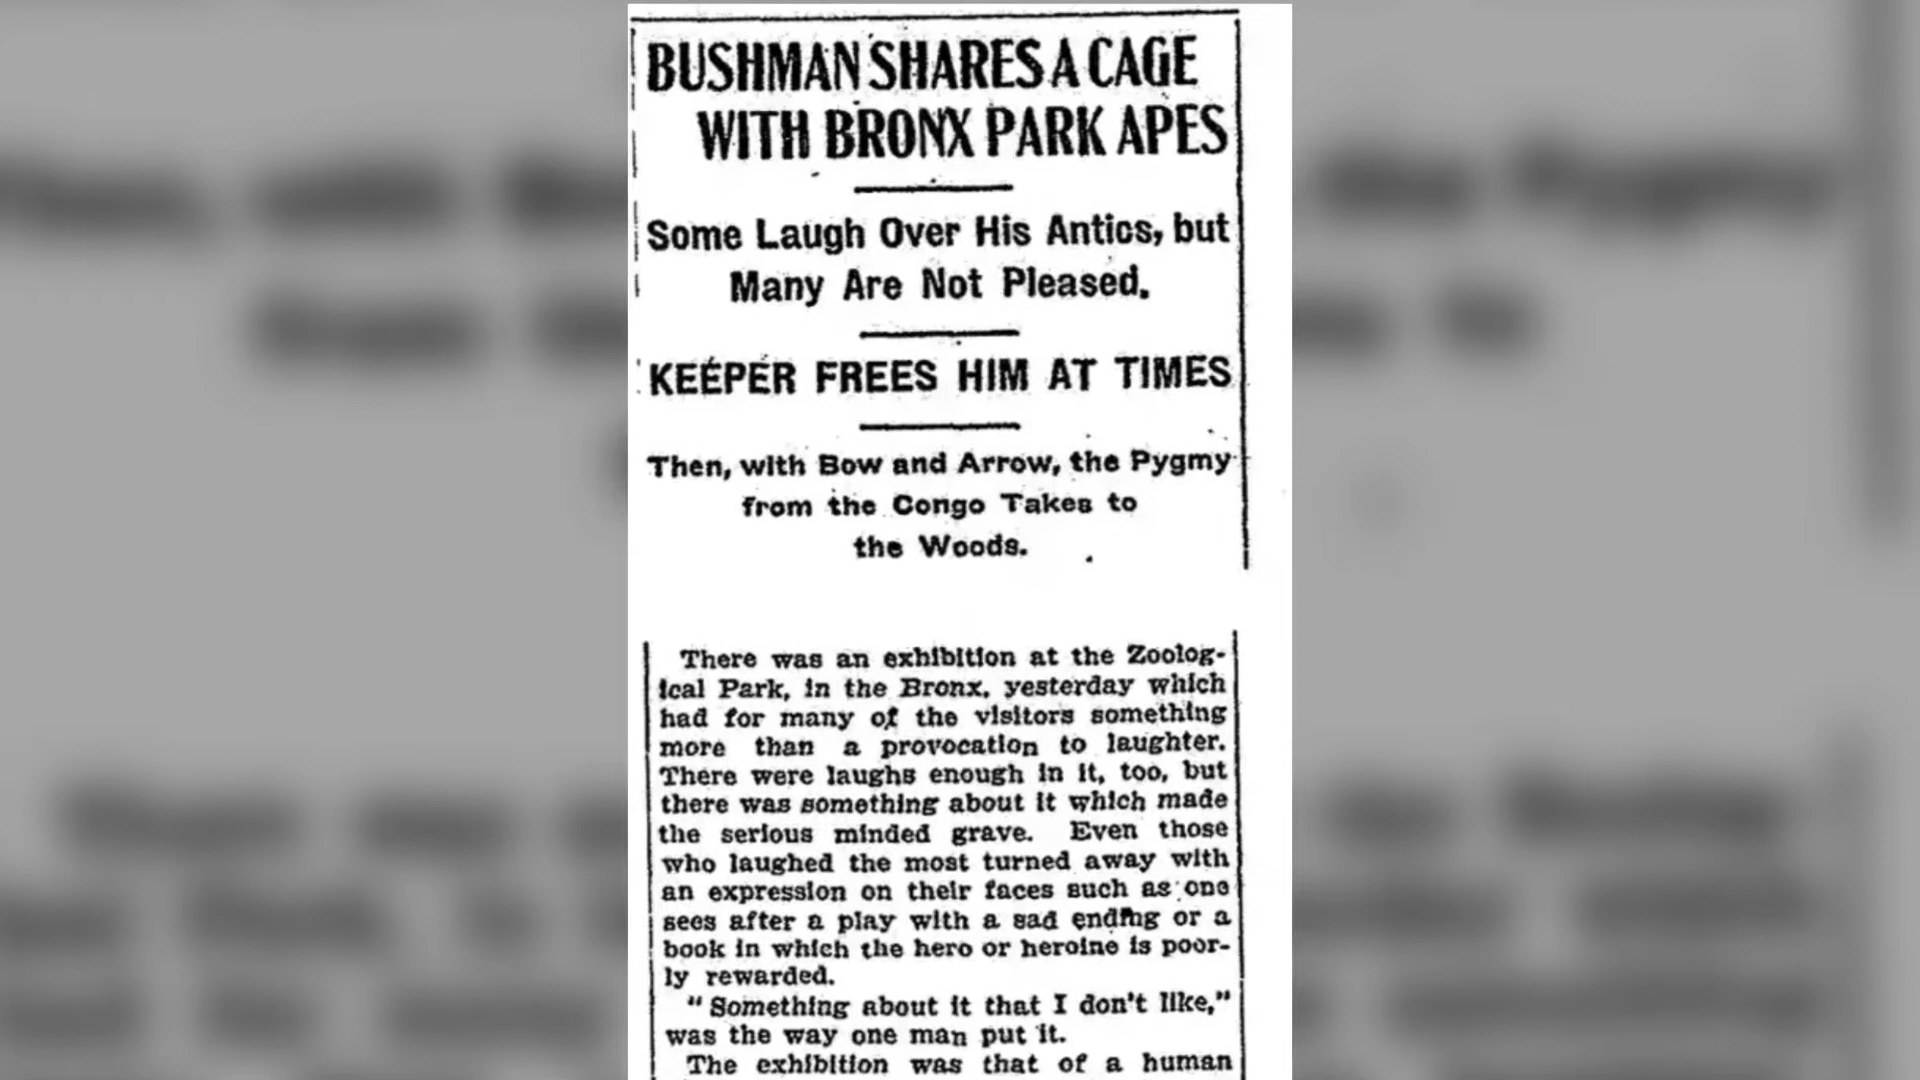 BUSHMAN SHARES A CAGE
WITH BRONX PARK APES
Some Laugh Over His Antics, but
Many Are Not Pleased.
KEEPER FREES HIM AT TIMES
Then, with Bow and Arrow, the Pygmy
from the Congo Takes to
the Woods.
There was an exhibition at the Zoolog-
ical Park, in the Bronx, yesterday which
had for many of the visitors something
more than a provocation to laughter.
There were laughs enough in it, too, but
there was something about it which made
the serious minded grave. Even those
who laughed the most turned away with
an expression on their faces such as one
sees after a play with a sad ending or a
book in which the hero or heroine is poor-
ly rewarded.
"Something about it that I don't like,"
was the way one man put it.
The exhibition was that of a human